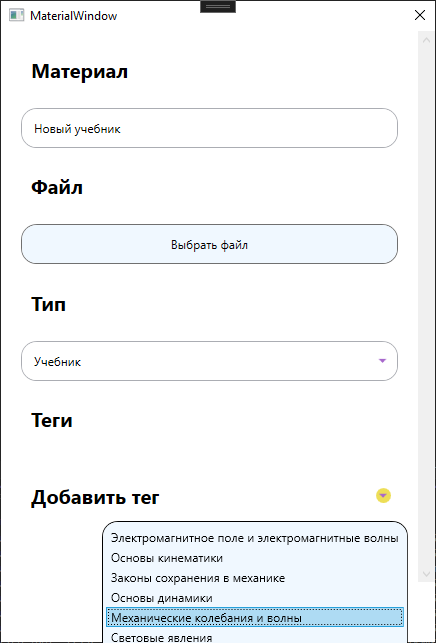 MaterialWindow
Материал
Новый учебник
Файл
Выбрать файл
Тип
Учебник
Теги
Добавить тег
Электромагнитное поле и электромагнитные волны
Основы кинематики
Законы сохранения в механике
Основы динамики
Механические колебания и волны
Световые явления